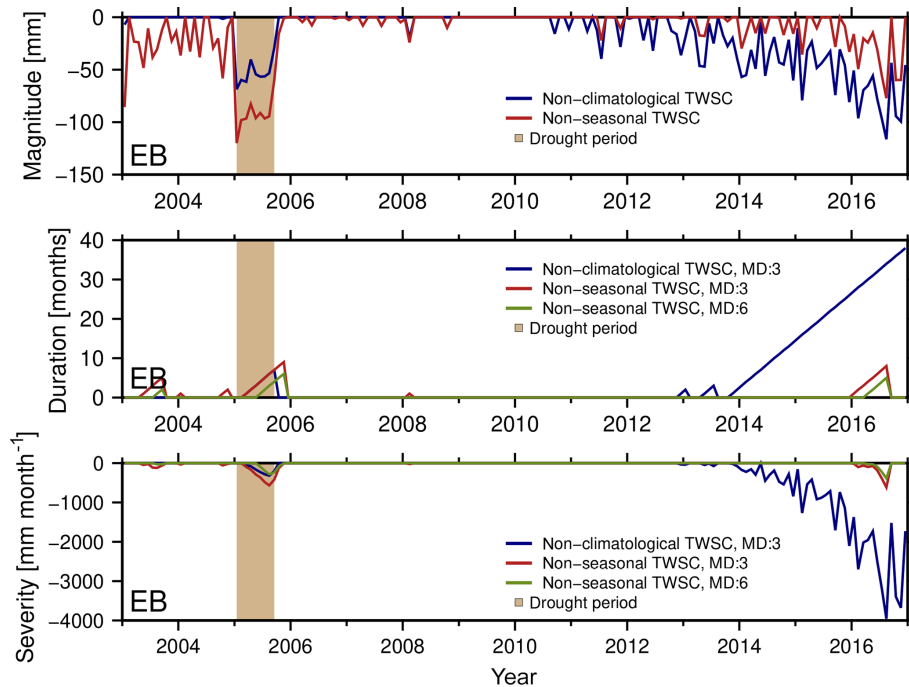 0
−50
−100
−150
Magnitude [mm]
Non−climatological TWSC
Non−seasonal TWSC
Drought period
EB
2004 2006 2008 2010 2012 2014 2016
40
30
20
10
0
Duration [months]
Non−climatological TWSC, MD:3
Non−seasonal TWSC, MD:3
Non−seasonal TWSC, MD:6
Drought period
EB
2004 2006 2008 2010 2012 2014 2016
0
−1000
−2000
−3000
−4000
Severity [mm month⁻¹]
Non−climatological TWSC, MD:3
Non−seasonal TWSC, MD:3
Non−seasonal TWSC, MD:6
Drought period
EB
2004 2006 2008 2010 2012 2014 2016
Year